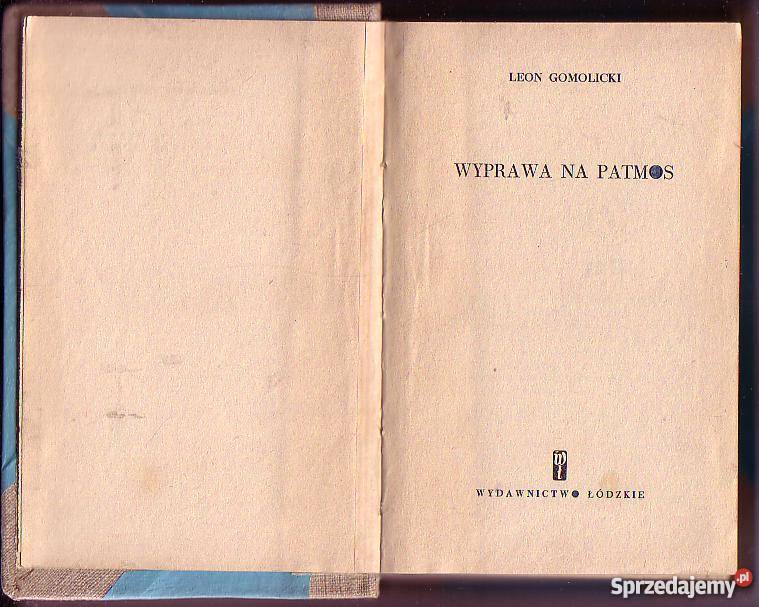 LEON GOMOLICKI
WYPRAWA NA PATMOS
WYDAWNICTWO ŁÓDZKIE
Sprzedajemy.pl